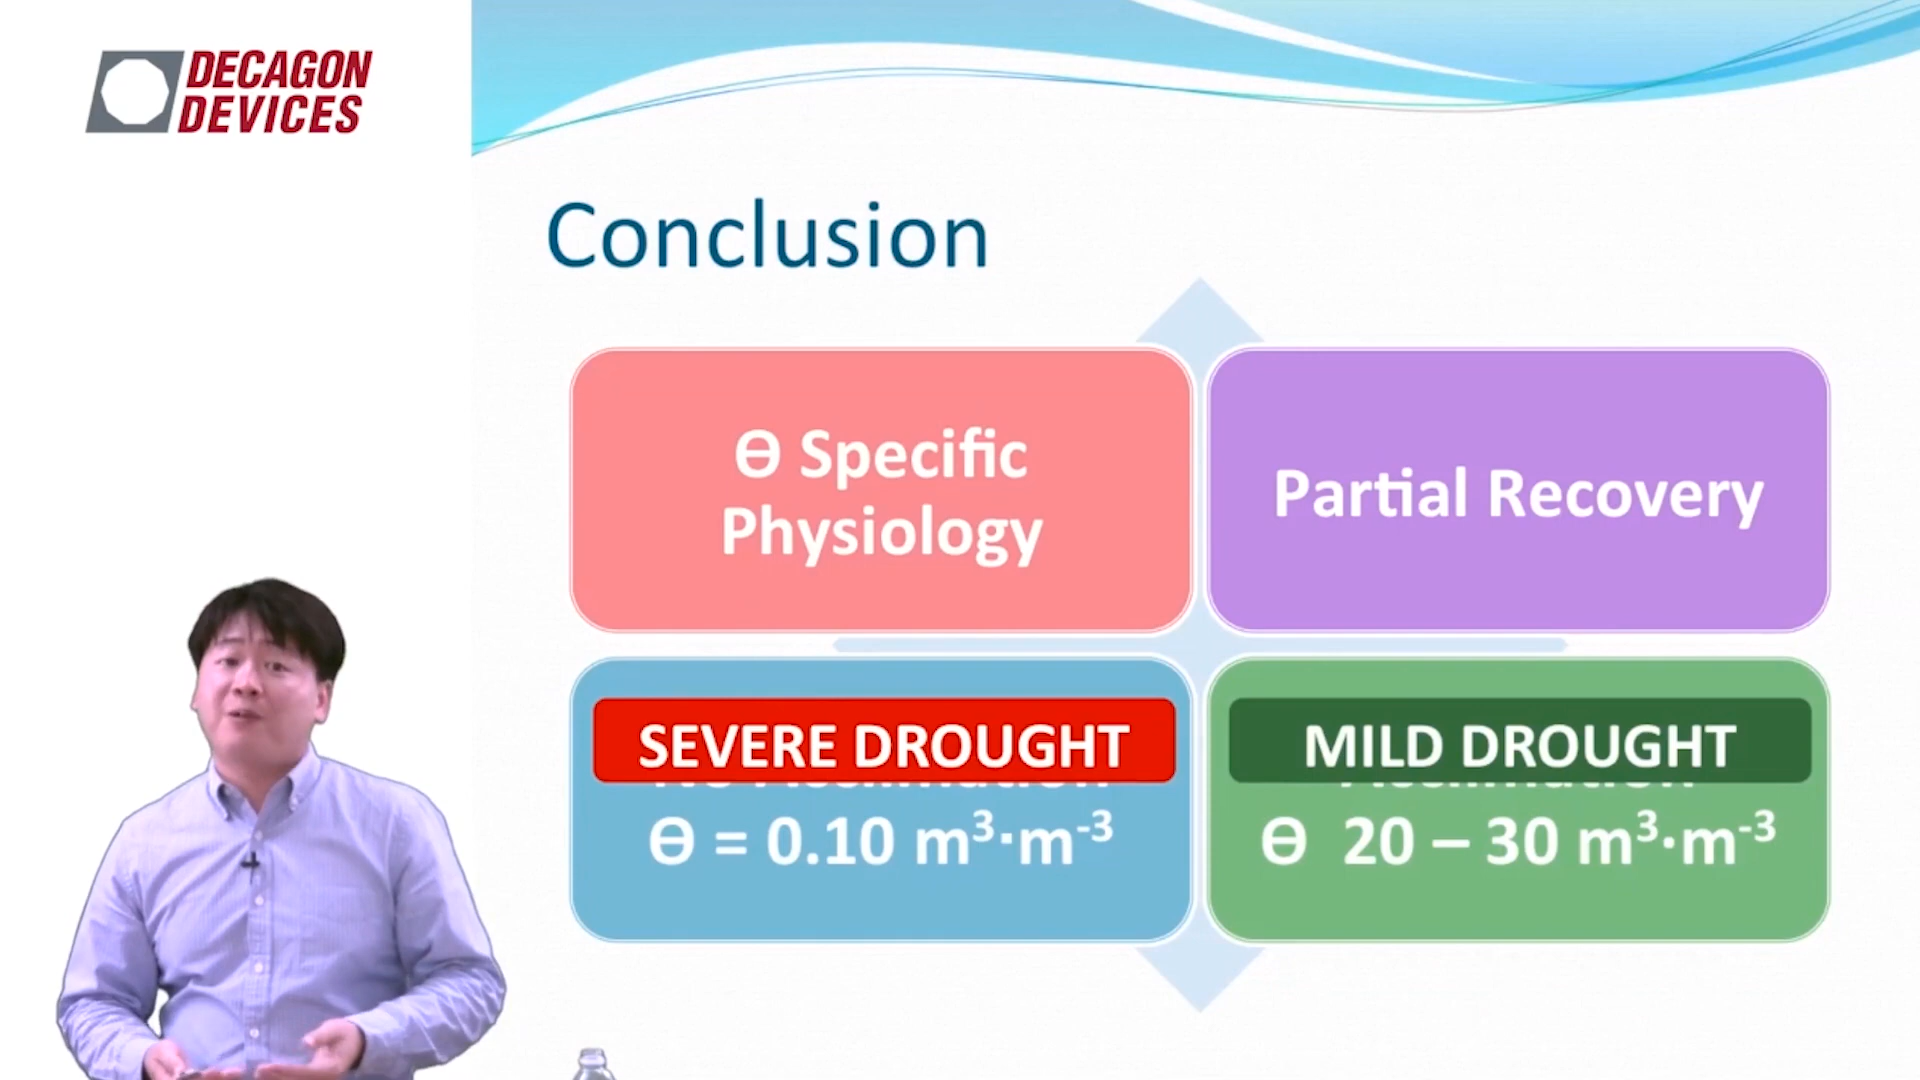 DECAGON
DEVICES
Conclusion
Ɵ Specific
Physiology
Partial Recovery
SEVERE DROUGHT
Ɵ = 0.10 m³·m⁻³
MILD DROUGHT
Ɵ 20 – 30 m³·m⁻³